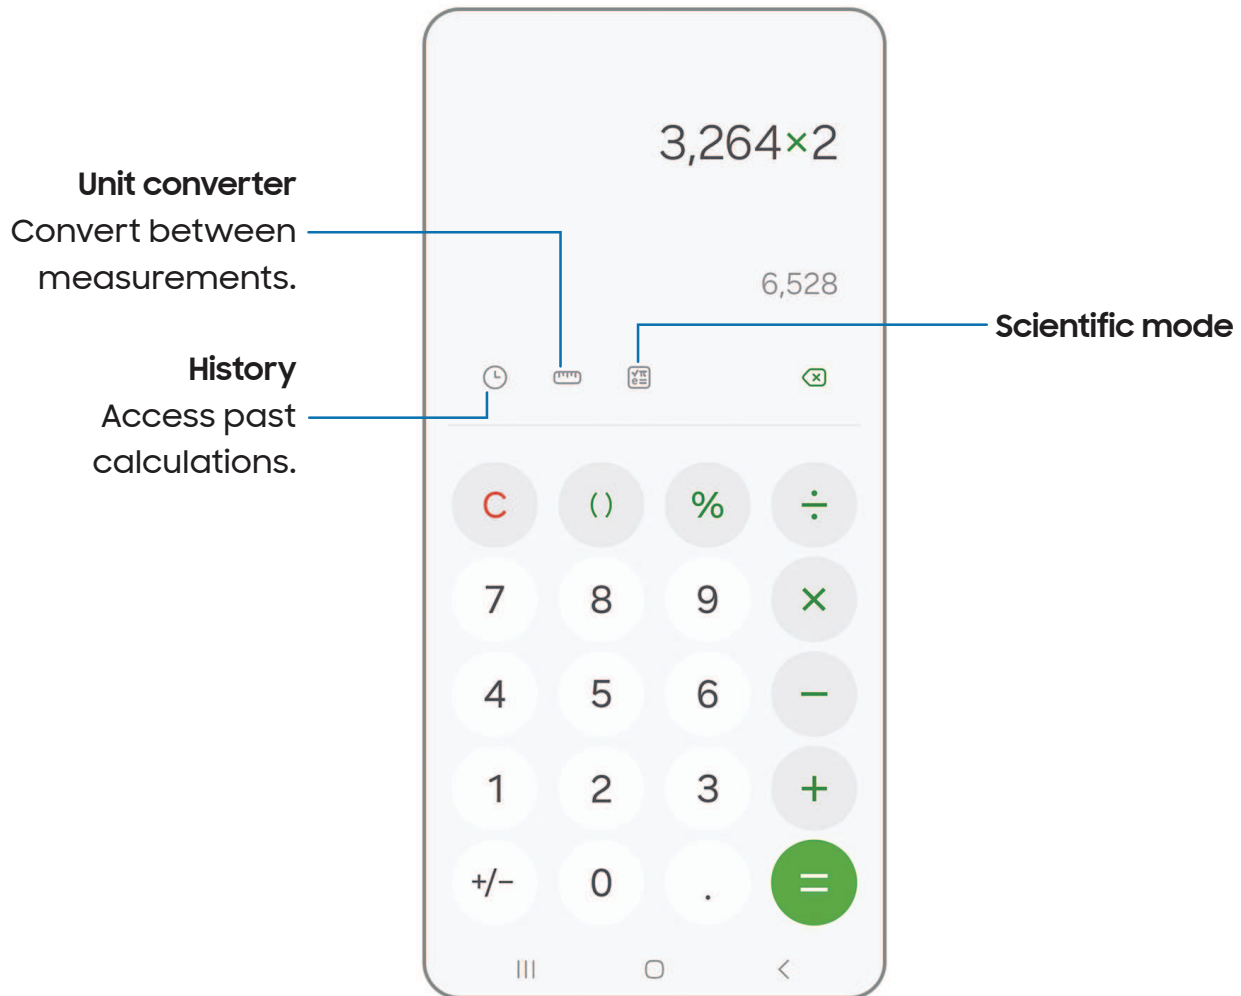 3,264×2
Unit converter
Convert between
measurements.
6,528
Scientific mode
History
Access past
calculations.
√π
e=
C () % ÷
7 8 9 ×
4 5 6 −
1 2 3 +
+/− 0 . =